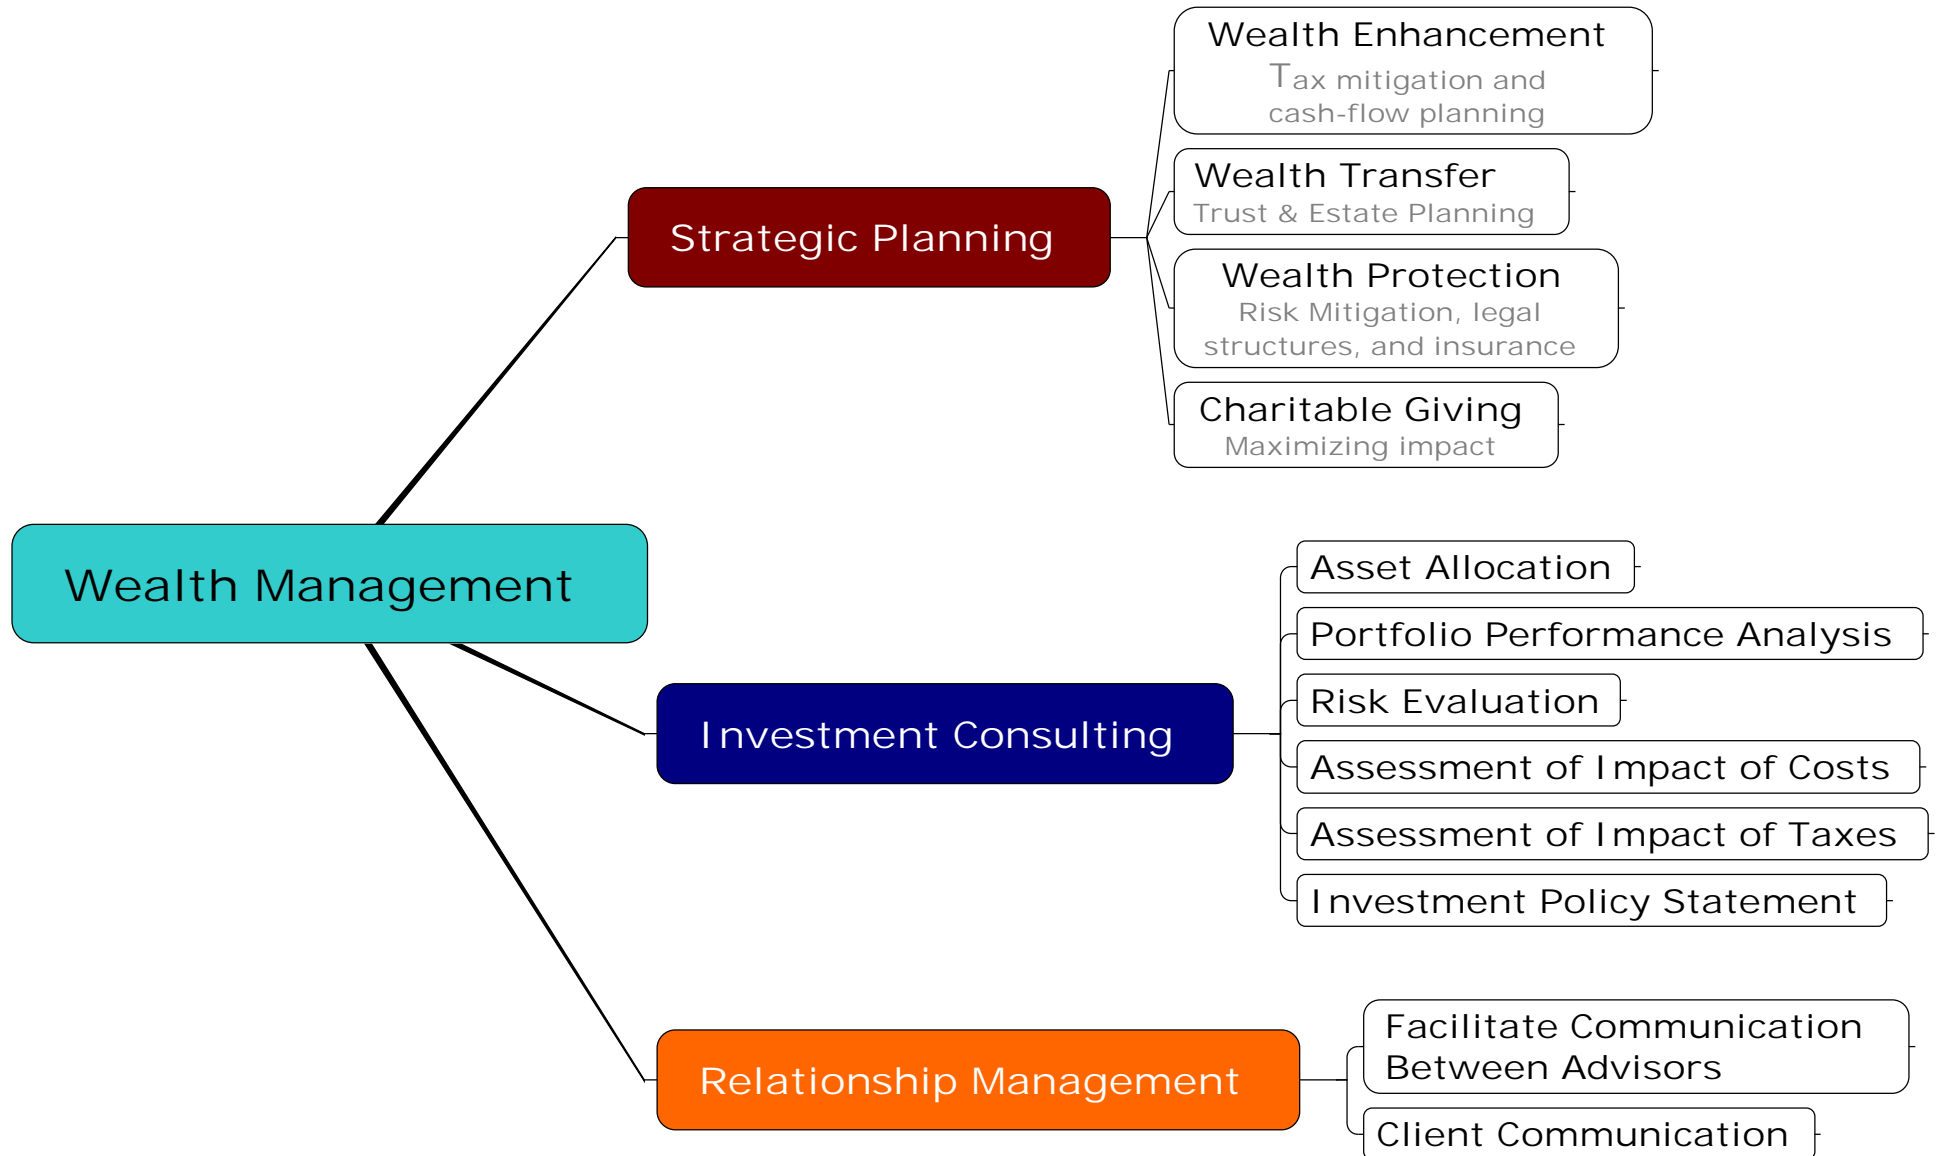 Wealth Enhancement
Tax mitigation and
cash-flow planning
Wealth Transfer
Trust & Estate Planning
Strategic Planning
Wealth Protection
Risk Mitigation, legal
structures, and insurance
Charitable Giving
Maximizing impact
Wealth Management
Asset Allocation
Portfolio Performance Analysis
Risk Evaluation
Investment Consulting
Assessment of Impact of Costs
Assessment of Impact of Taxes
Investment Policy Statement
Facilitate Communication
Between Advisors
Relationship Management
Client Communication